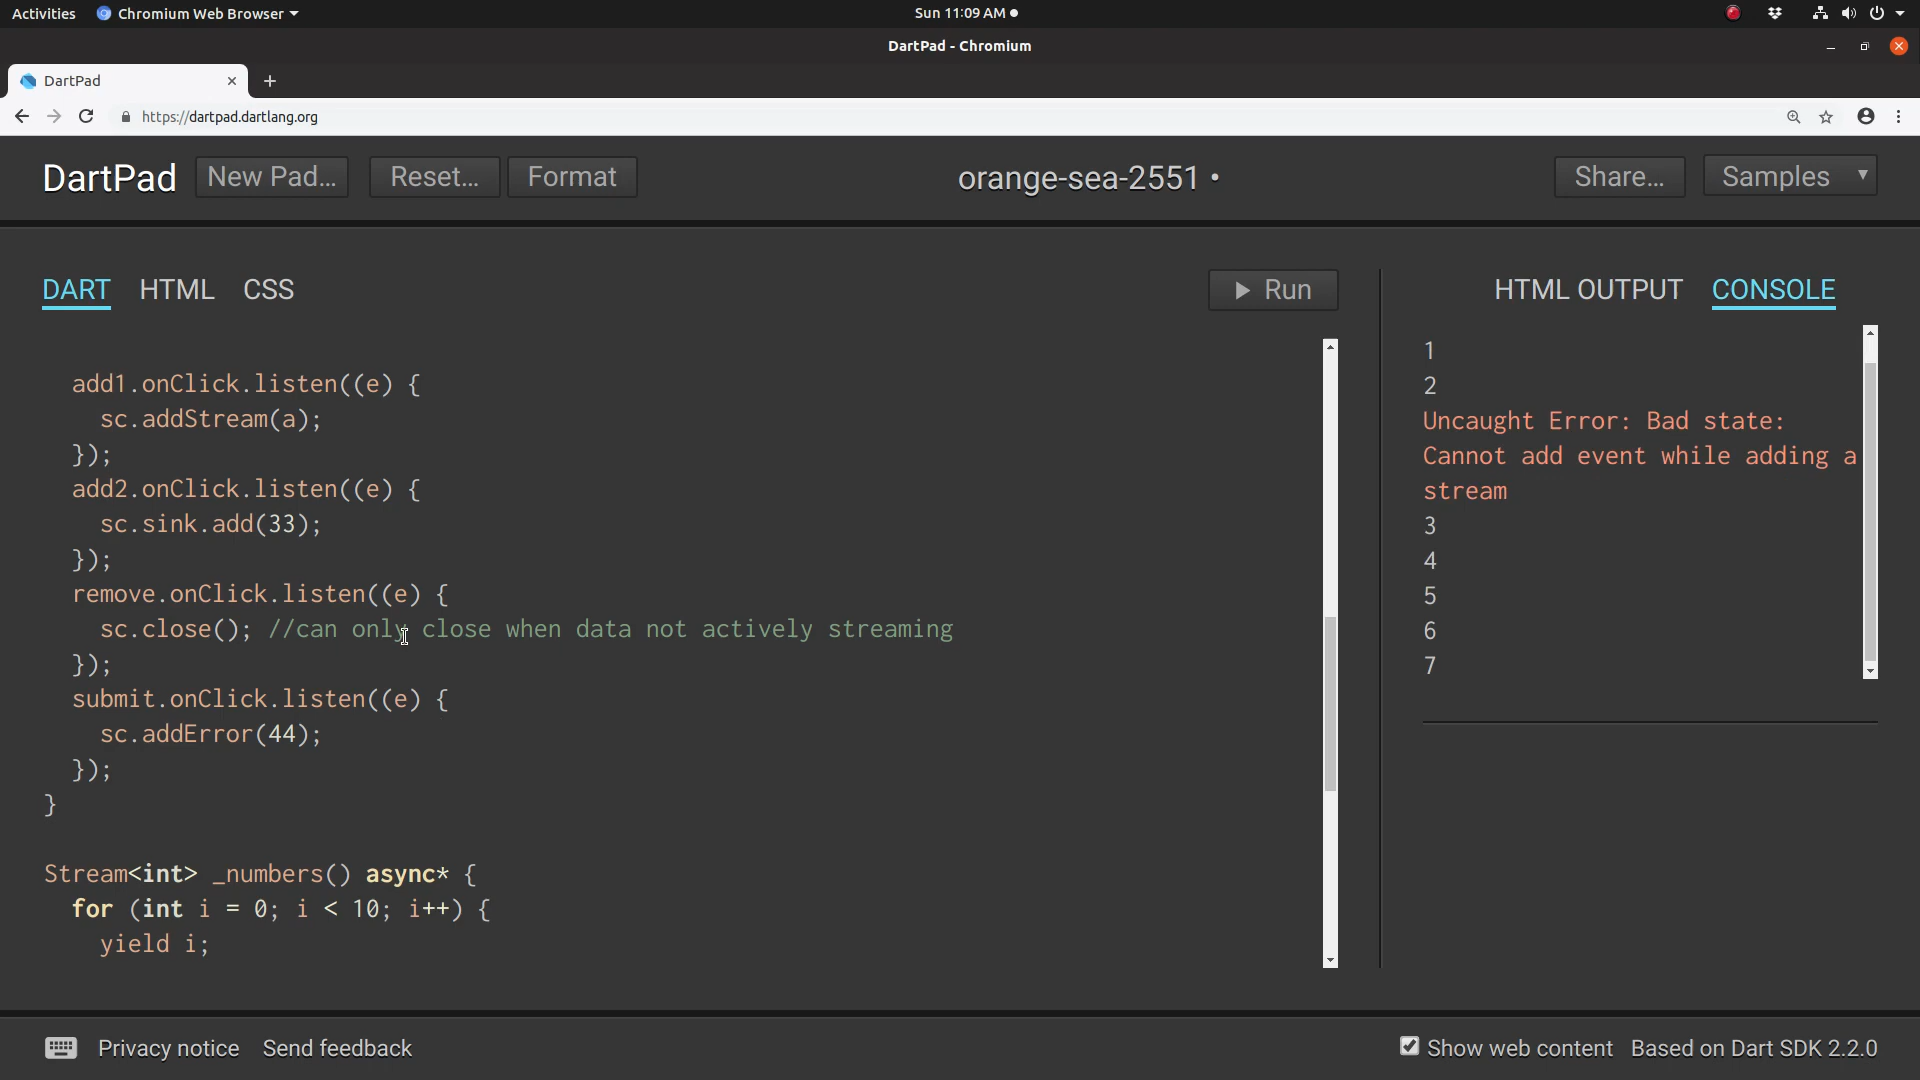 Activities Chromium Web Browser Sun 11:09 AM
DartPad - Chromium
DartPad
https://dartpad.dartlang.org
DartPad New Pad... Reset... Format orange-sea-2551 • Share... Samples
DART HTML CSS Run HTML OUTPUT CONSOLE
add1.onClick.listen((e) {
sc.addStream(a);
});
add2.onClick.listen((e) {
sc.sink.add(33);
});
remove.onClick.listen((e) {
sc.close(); //can only close when data not actively streaming
});
submit.onClick.listen((e) {
sc.addError(44);
});
}
Stream<int> _numbers() async* {
for (int i = 0; i < 10; i++) {
yield i;
1
2
Uncaught Error: Bad state:
Cannot add event while adding a
stream
3
4
5
6
7
Privacy notice Send feedback Show web content Based on Dart SDK 2.2.0